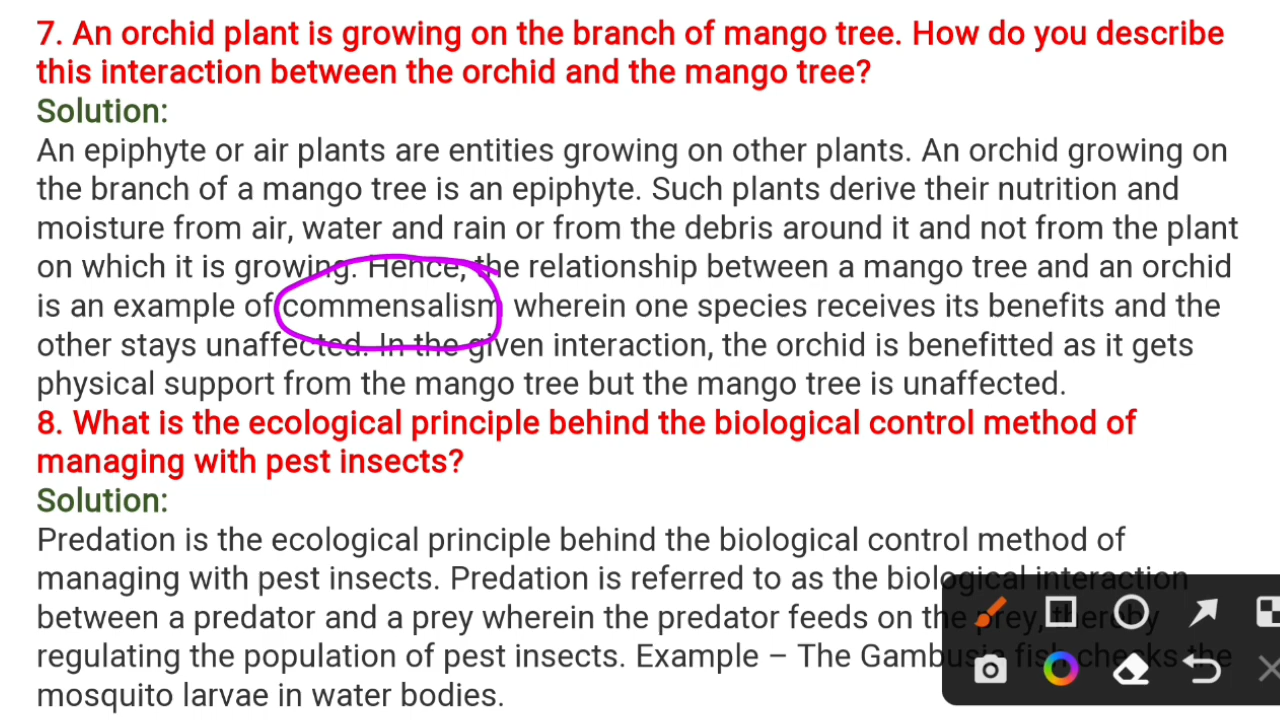 7. An orchid plant is growing on the branch of mango tree. How do you describe
this interaction between the orchid and the mango tree?
Solution:
An epiphyte or air plants are entities growing on other plants. An orchid growing on
the branch of a mango tree is an epiphyte. Such plants derive their nutrition and
moisture from air, water and rain or from the debris around it and not from the plant
on which it is growing. Hence, the relationship between a mango tree and an orchid
is an example of commensalism wherein one species receives its benefits and the
other stays unaffected. In the given interaction, the orchid is benefitted as it gets
physical support from the mango tree but the mango tree is unaffected.
8. What is the ecological principle behind the biological control method of
managing with pest insects?
Solution:
Predation is the ecological principle behind the biological control method of
managing with pest insects. Predation is referred to as the biological interaction
between a predator and a prey wherein the predator feeds on the prey, thereby
regulating the population of pest insects. Example – The Gambusia fish checks the
mosquito larvae in water bodies.